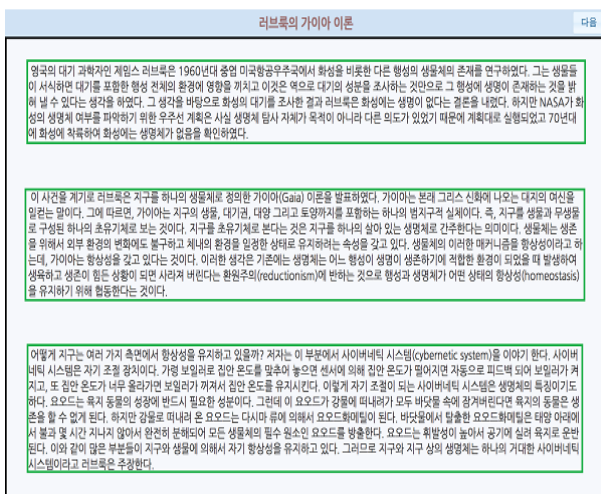 러브룩의 가이아 이론
다음
영국의 대기 과학자인 제임스 러브룩은 1960년대 중엽 미국항공우주국에서 화성을 비롯한 다른 행성의 생물체의 존재를 연구하였다. 그는 생물들
이 서식하면 대기를 포함한 행성 전체의 환경에 영향을 끼치고 이것은 역으로 대기의 성분을 조사하는 것만으로 그 행성에 생명이 존재하는 것을 밝
혀 낼 수 있다는 생각을 하였다. 그 생각을 바탕으로 화성의 대기를 조사한 결과 러브룩은 화성에는 생명이 없다는 결론을 내렸다. 하지만 NASA가 화
성의 생명체 여부를 파악하기 위한 우주선 계획은 사실 생명체 탐사 자체가 목적이 아니라 다른 의도가 있었기 때문에 계획대로 실행되었고 70년대
에 화성에 착륙하여 화성에는 생명체가 없음을 확인하였다.
이 사건을 계기로 러브룩은 지구를 하나의 생물체로 정의한 가이아(Gaia) 이론을 발표하였다. 가이아는 본래 그리스 신화에 나오는 대지의 여신을
일컫는 말이다. 그에 따르면, 가이아는 지구의 생물, 대기권, 대양 그리고 토양까지를 포함하는 하나의 범지구적 실체이다. 즉, 지구를 생물과 무생물
로 구성된 하나의 초유기체로 보는 것이다. 지구를 초유기체로 본다는 것은 지구를 하나의 살아 있는 생명체로 간주한다는 의미이다. 생물체는 생존
을 위해서 외부 환경의 변화에도 불구하고 체내의 환경을 일정한 상태로 유지하려는 속성을 갖고 있다. 생물체의 이러한 매커니즘을 항상성이라고 하
는데, 가이아는 항상성을 갖고 있다는 것이다. 이러한 생각은 기존에는 생명체는 어느 행성이 생명이 생존하기에 적합한 환경이 되었을 때 발생하여
생육하고 생존이 힘든 상황이 되면 사라져 버린다는 환원주의(reductionism)에 반하는 것으로 행성과 생명체가 어떤 상태의 항상성(homeostasis)
을 유지하기 위해 협동한다는 것이다.
어떻게 지구는 여러 가지 측면에서 항상성을 유지하고 있을까? 저자는 이 부분에서 사이버네틱 시스템(cybernetic system)을 이야기 한다. 사이버
네틱 시스템은 자기 조절 장치이다. 가령 보일러로 집안 온도를 맞추어 놓으면 센서에 의해 집안 온도가 떨어지면 자동으로 피드백 되어 보일러가 켜
지고, 또 집안 온도가 너무 올라가면 보일러가 꺼져서 집안 온도를 유지시킨다. 이렇게 자기 조절이 되는 사이버네틱 시스템은 생명체의 특징이기도
하다. 요오드는 육지 동물의 성장에 반드시 필요한 성분이다. 그런데 이 요오드가 강물에 떠내려가 모두 바닷물 속에 잠겨버린다면 육지의 동물은 생
존을 할 수 없게 된다. 하지만 강물로 떠내려 온 요오드는 다시마 류에 의해서 요오드화메틸이 된다. 바닷물에서 탈출한 요오드화메틸은 태양 아래에
서 불과 몇 시간 지나지 않아서 완전히 분해되어 모든 생물체의 필수 원소인 요오드를 방출한다. 요오드는 휘발성이 높아서 공기에 실려 육지로 운반
된다. 이와 같이 많은 부분들이 지구와 생물에 의해서 자기 항상성을 유지하고 있다. 그러므로 지구와 지구 상의 생명체는 하나의 거대한 사이버네틱
시스템이라고 러브룩은 주장한다.